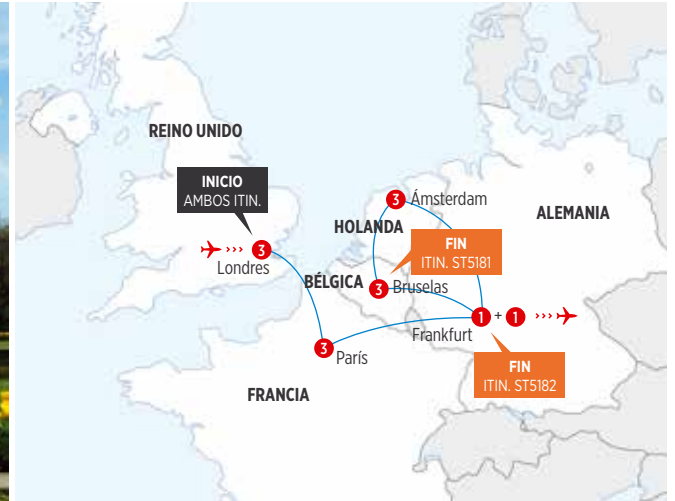 REINO UNIDO
INICIO
AMBOS ITIN.
3
Londres
3
Ámsterdam
HOLANDA
ALEMANIA
FIN
ITIN. ST5181
BÉLGICA
3
Bruselas
1 + 1
Frankfurt
3
París
FIN
ITIN. ST5182
FRANCIA